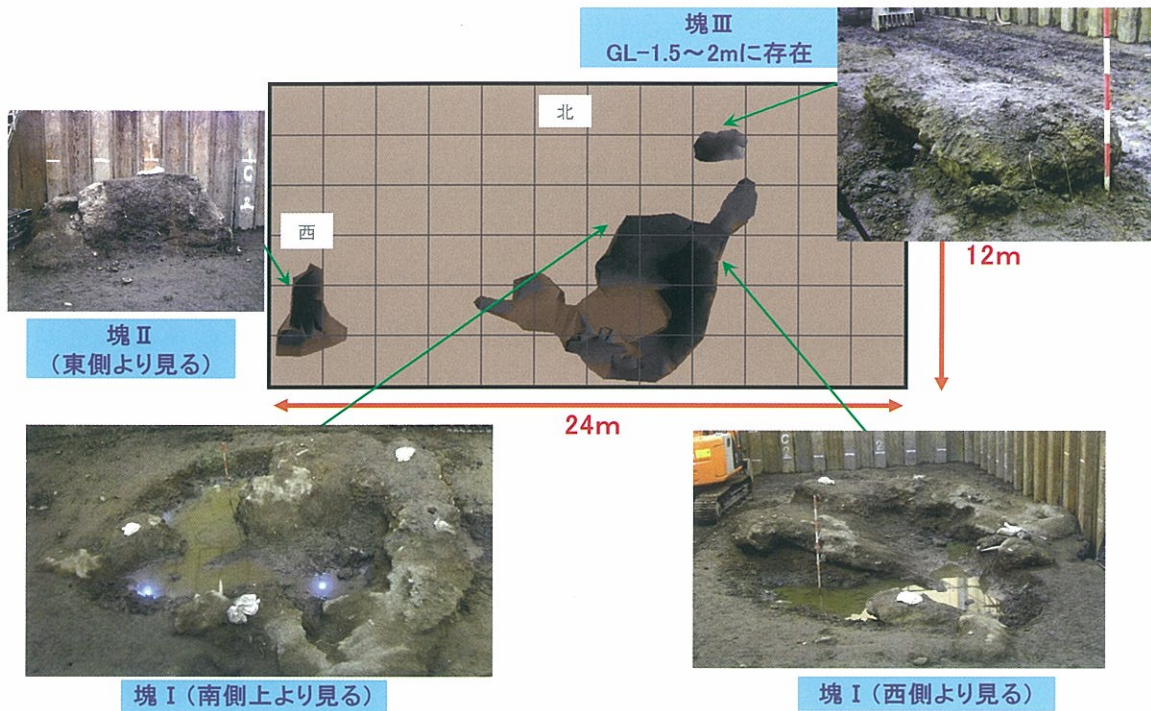 塊Ⅲ
GL-1.5～2mに存在
北
西
12m
塊Ⅱ
(東側より見る)
24m
塊Ⅰ(南側上より見る)
塊Ⅰ(西側より見る)